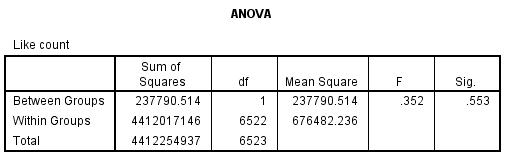 ANOVA
Like count
Sum of Squares df Mean Square F Sig.
Between Groups 237790.514 1 237790.514 .352 .553
Within Groups 4412017146 6522 676482.236
Total 4412254937 6523